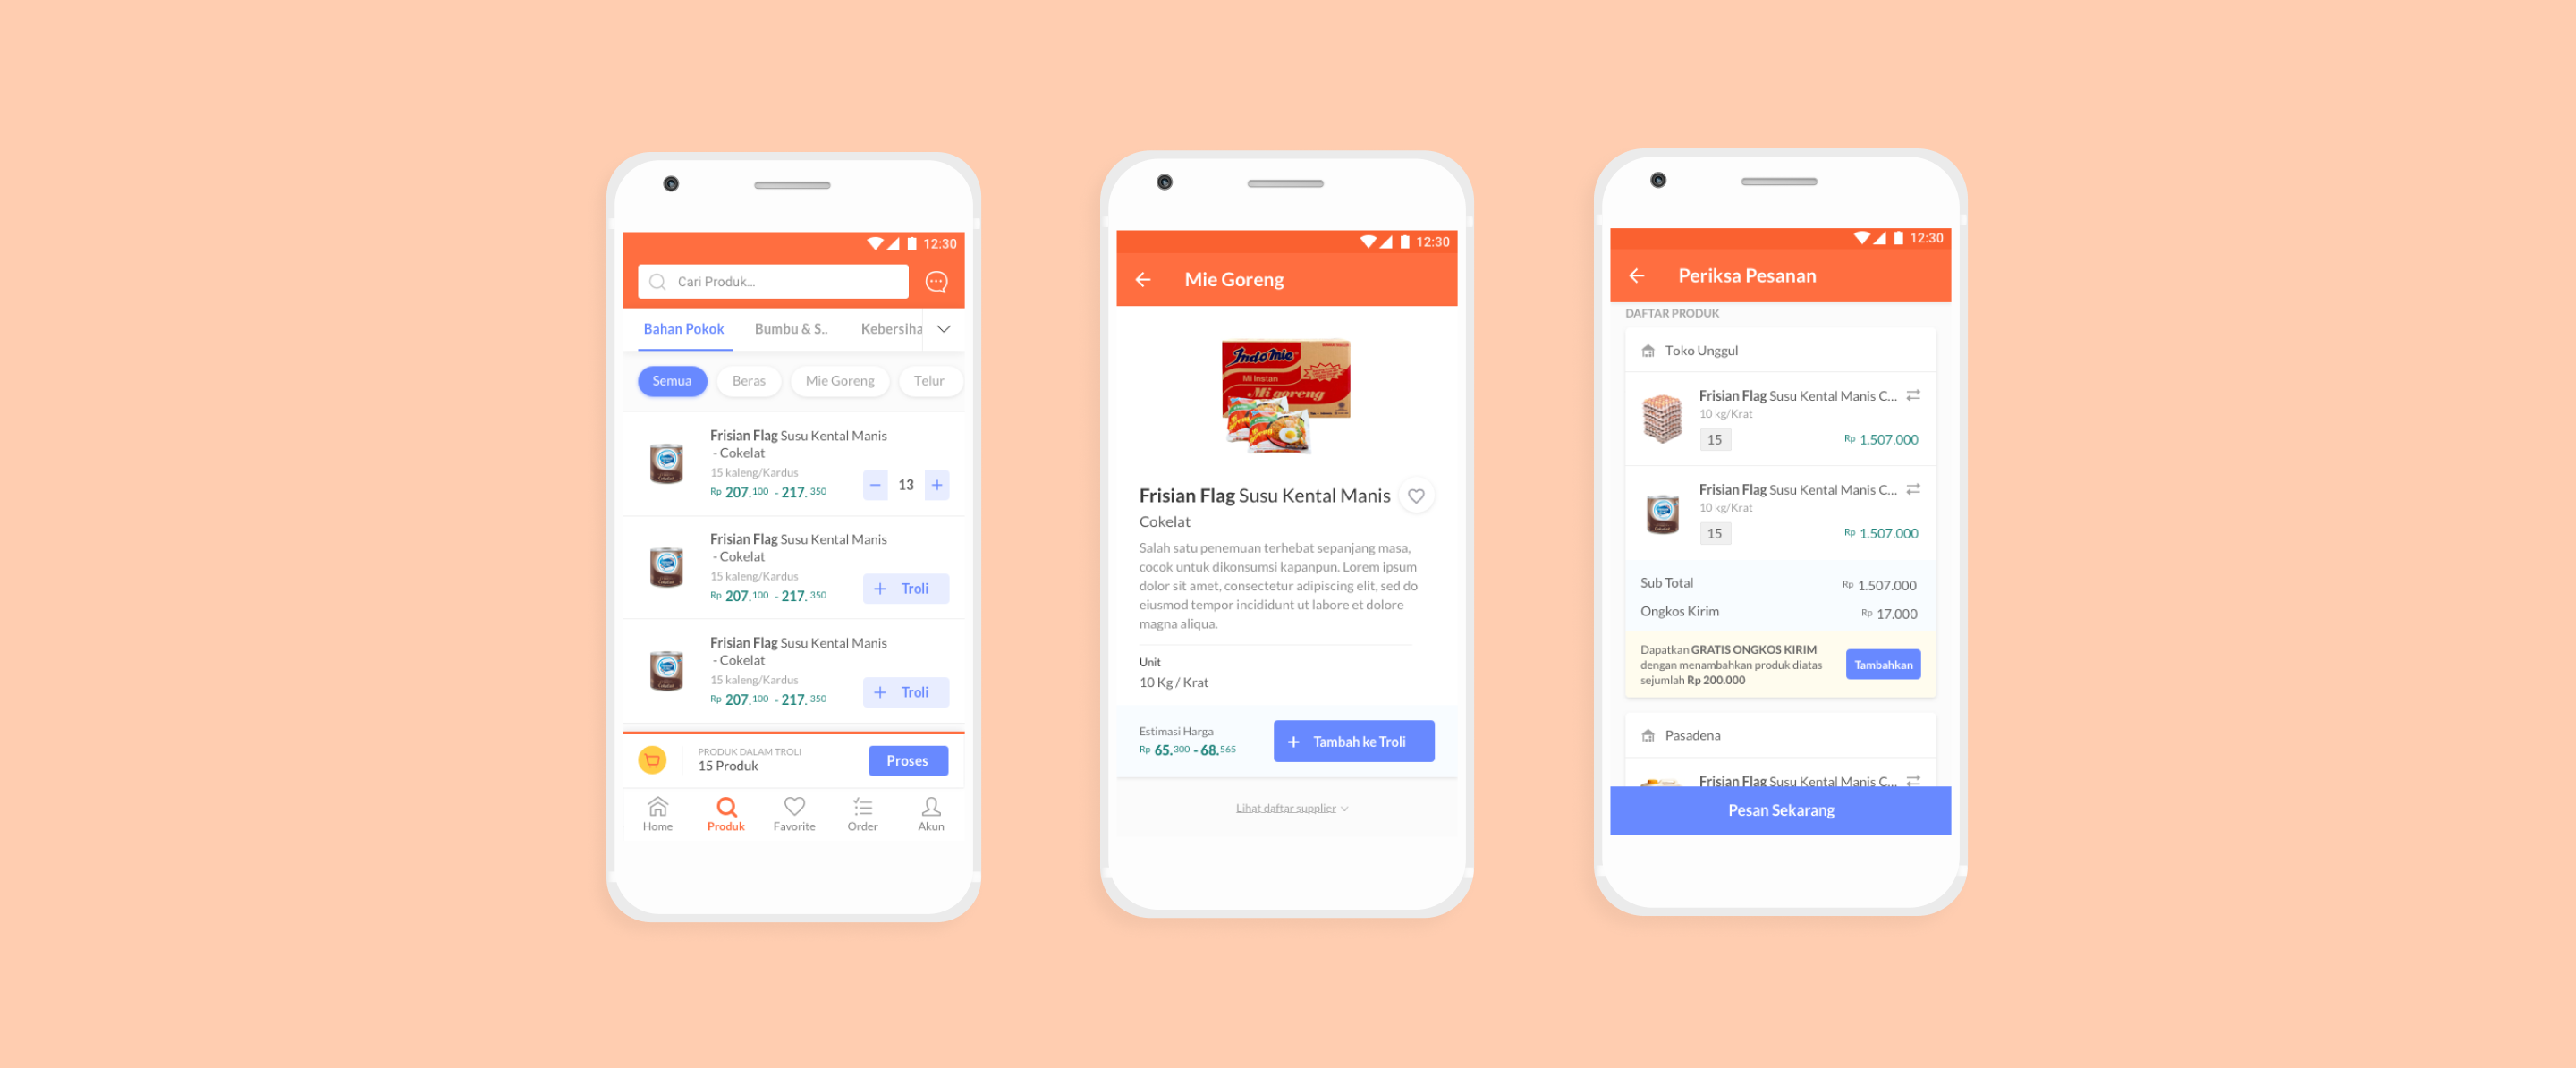 12:30
Cari Produk...
Bahan Pokok
Bumbu & S..
Kebersiha
Semua
Beras
Mie Goreng
Telur
Frisian Flag Susu Kental Manis
- Cokelat
15 kaleng/Kardus
Rp 207.100 - 217. 350
13
Frisian Flag Susu Kental Manis
- Cokelat
15 kaleng/Kardus
Rp 207.100 - 217. 350
+ Troli
Frisian Flag Susu Kental Manis
- Cokelat
15 kaleng/Kardus
Rp 207.100 - 217. 350
+ Troli
PRODUK DALAM TROLI
15 Produk
Proses
Home
Produk
Favorite
Order
Akun
12:30
Mie Goreng
Indomie
Mi Instan
Mi goreng
Frisian Flag Susu Kental Manis
Cokelat
Salah satu penemuan terhebat sepanjang masa,
cocok untuk dikonsumsi kapanpun. Lorem ipsum
dolor sit amet, consectetur adipiscing elit, sed do
eiusmod tempor incididunt ut labore et dolore
magna aliqua.
Unit
10 Kg / Krat
Estimasi Harga
Rp 65.300 - 68.565
+ Tambah ke Troli
Lihat daftar supplier
12:30
Periksa Pesanan
DAFTAR PRODUK
Toko Unggul
Frisian Flag Susu Kental Manis C...
10 kg/Krat
15
Rp 1.507.000
Frisian Flag Susu Kental Manis C...
10 kg/Krat
15
Rp 1.507.000
Sub Total
Rp 1.507.000
Ongkos Kirim
Rp 17.000
Dapatkan GRATIS ONGKOS KIRIM
dengan menambahkan produk diatas
sejumlah Rp 200.000
Tambahkan
Pasadena
Frisian Flag Susu Kental Manis C...
Pesan Sekarang